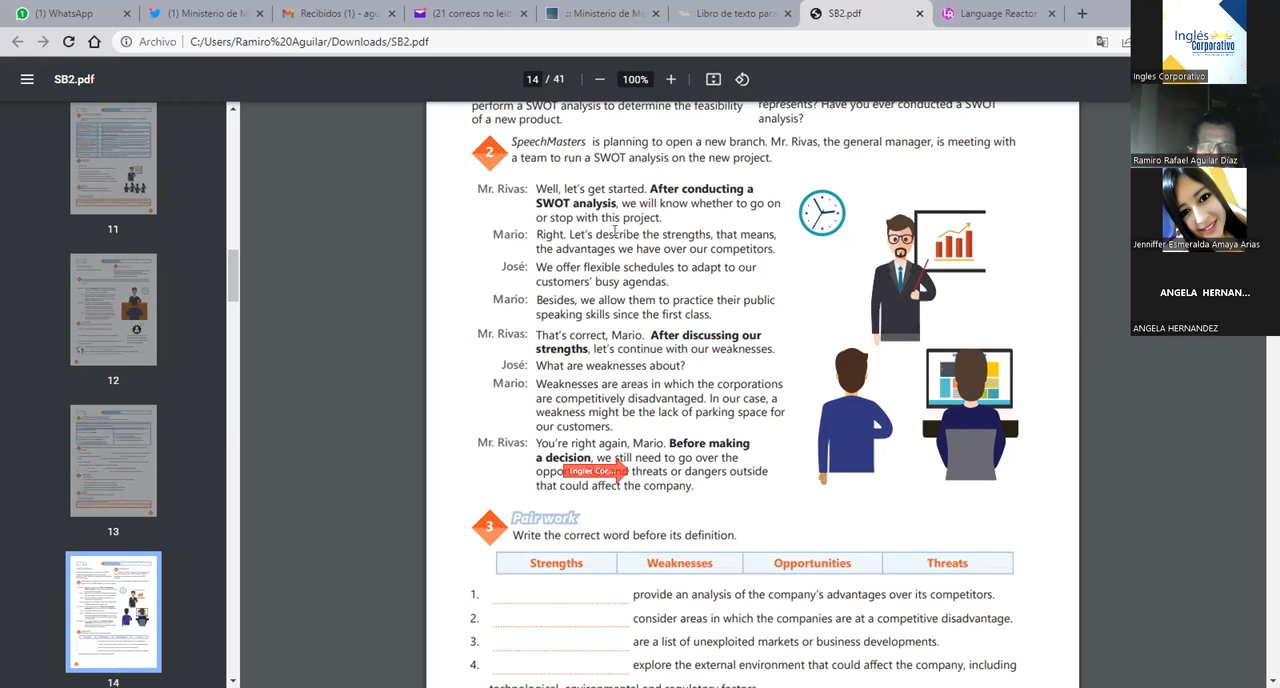 (1) WhatsApp
(1) Ministerio de M
Recibidos (1) - agu
(21 correos no leíd
.:: Ministerio de Me
Libro de texto para
SB2.pdf
Language Reactor
Archivo
C:/Users/Ramiro%20Aguilar/Downloads/SB2.pdf
SB2.pdf
14 / 41
100%
11
12
13
14
perform a SWOT analysis to determine the feasibility
of a new product.
represents? Have you ever conducted a SWOT
analysis?
2
SpeechMasters is planning to open a new branch. Mr. Rivas, the general manager, is meeting with
a team to run a SWOT analysis on the new project.
Mr. Rivas: Well, let's get started. After conducting a
SWOT analysis, we will know whether to go on
or stop with this project.
Mario: Right. Let's describe the strengths, that means,
the advantages we have over our competitors.
José: We offer flexible schedules to adapt to our
customers' busy agendas.
Mario: Besides, we allow them to practice their public
speaking skills since the first class.
Mr. Rivas: That's correct, Mario. After discussing our
strengths, let's continue with our weaknesses.
José: What are weaknesses about?
Mario: Weaknesses are areas in which the corporations
are competitively disadvantaged. In our case, a
weakness might be the lack of parking space for
our customers.
Mr. Rivas: You're right again, Mario. Before making
a decision, we still need to go over the
threats or dangers outside
Ingles Cor...
that could affect the company.
3
Pair work
Write the correct word before its definition.
Strengths Weaknesses Opportunities Threats
1. provide an analysis of the company's advantages over its competitors.
2. consider areas in which the companies are at a competitive disadvantage.
3. are a list of unexploited markets or business developments.
4. explore the external environment that could affect the company, including
technological, environmental and regulatory factors.
Inglés
Corporativo
Ingles Corporativo
Ramiro Rafael Aguilar Díaz
Jenniffer Esmeralda Amaya Arias
ANGELA HERNAN...
ANGELA HERNANDEZ